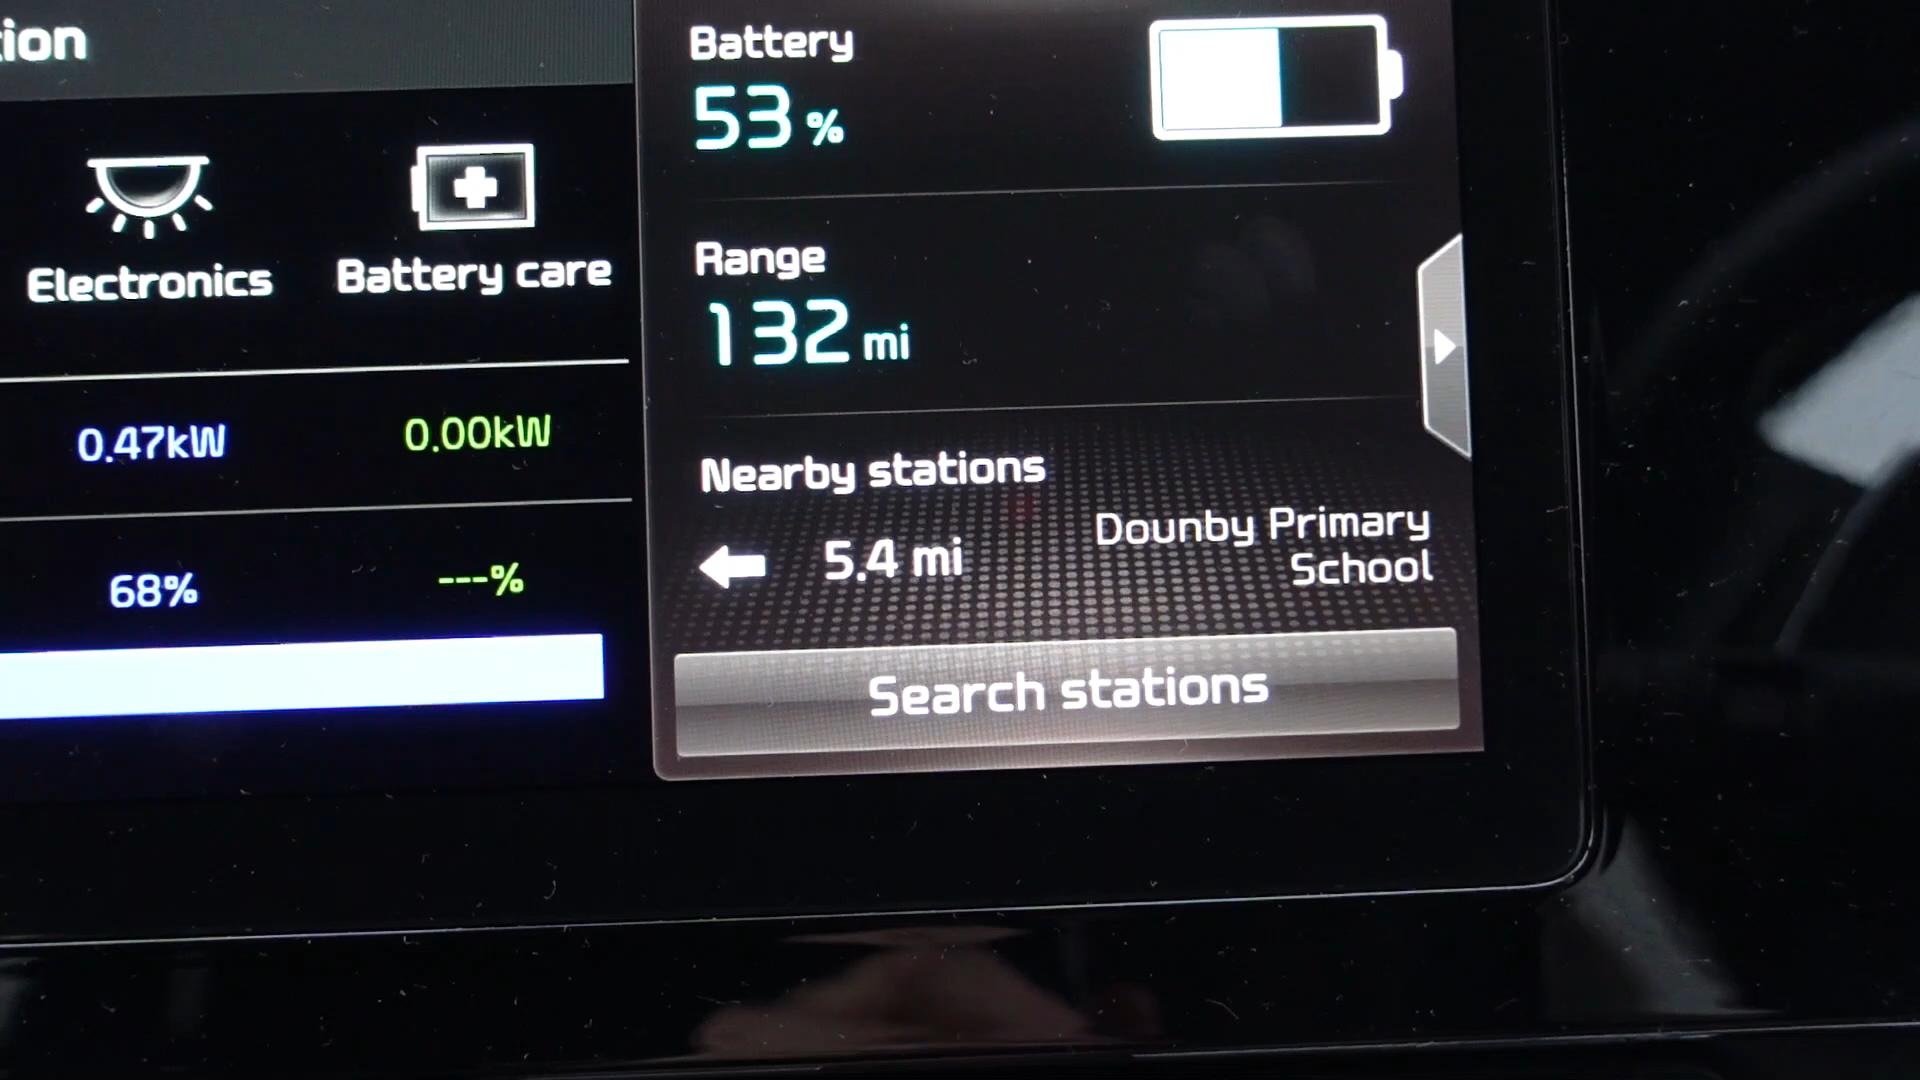 tion
Electronics
Battery care
0.47kW
0.00kW
68%
---%
Battery
53 %
Range
132 mi
Nearby stations
5.4 mi
Dounby Primary
School
Search stations